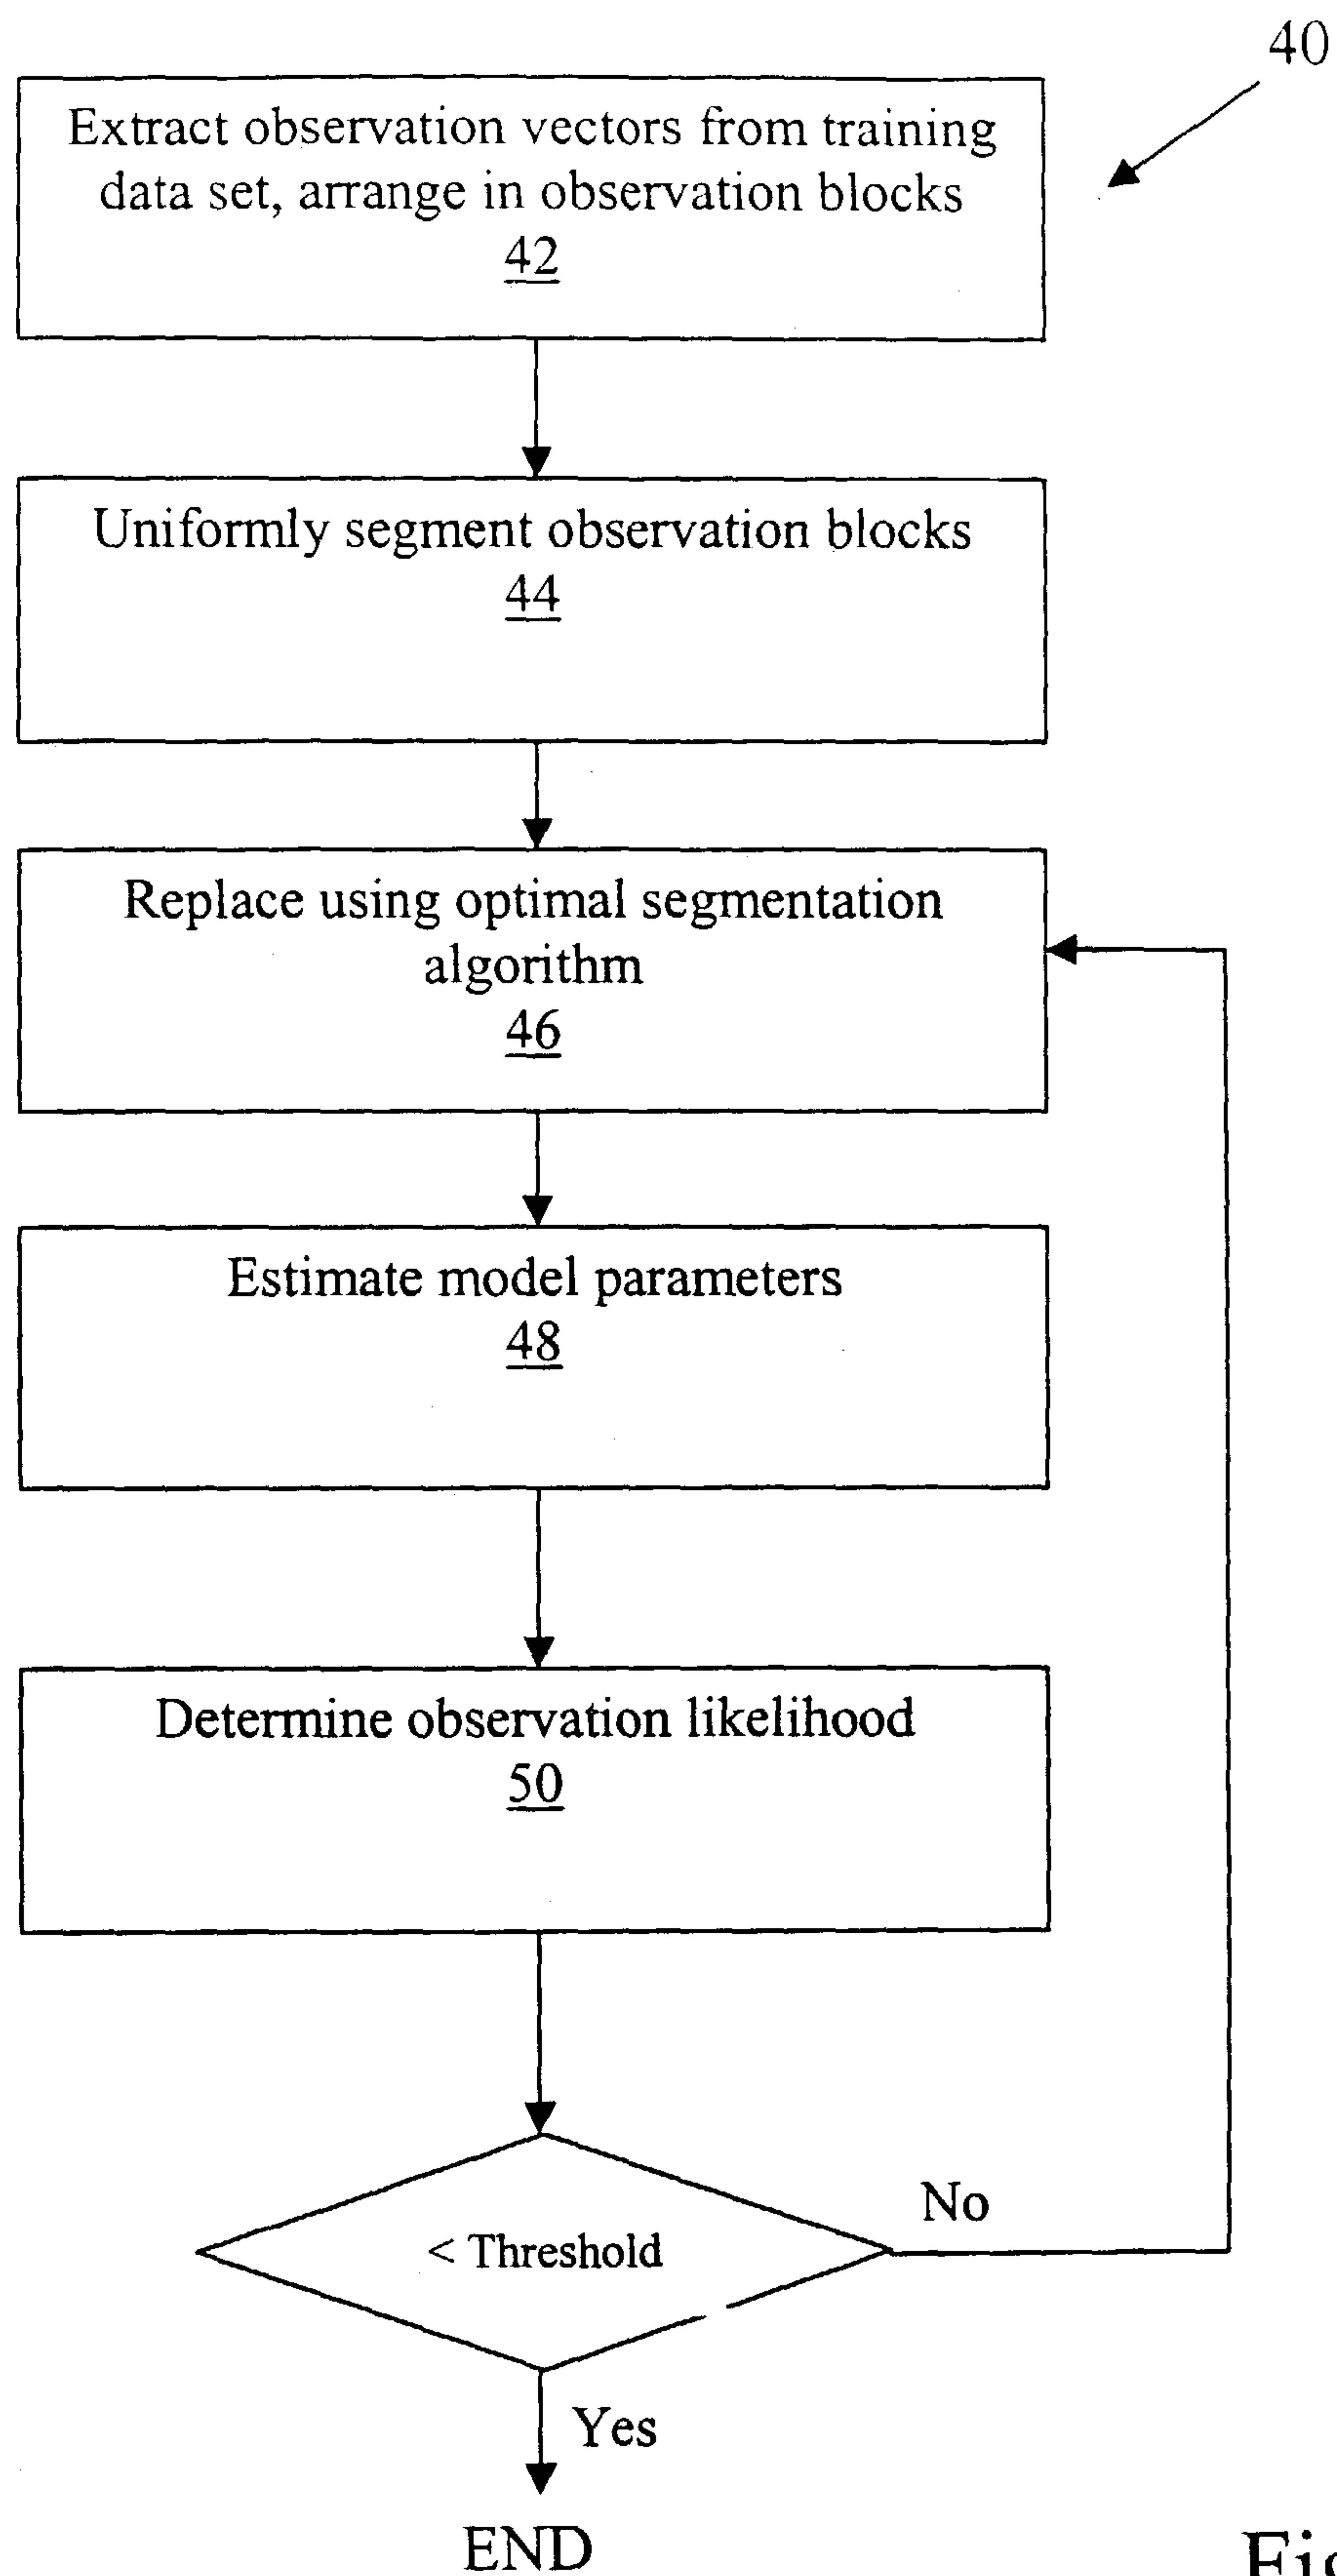 40
Extract observation vectors from training
data set, arrange in observation blocks
42
Uniformly segment observation blocks
44
Replace using optimal segmentation
algorithm
46
Estimate model parameters
48
Determine observation likelihood
50
< Threshold
No
Yes
END